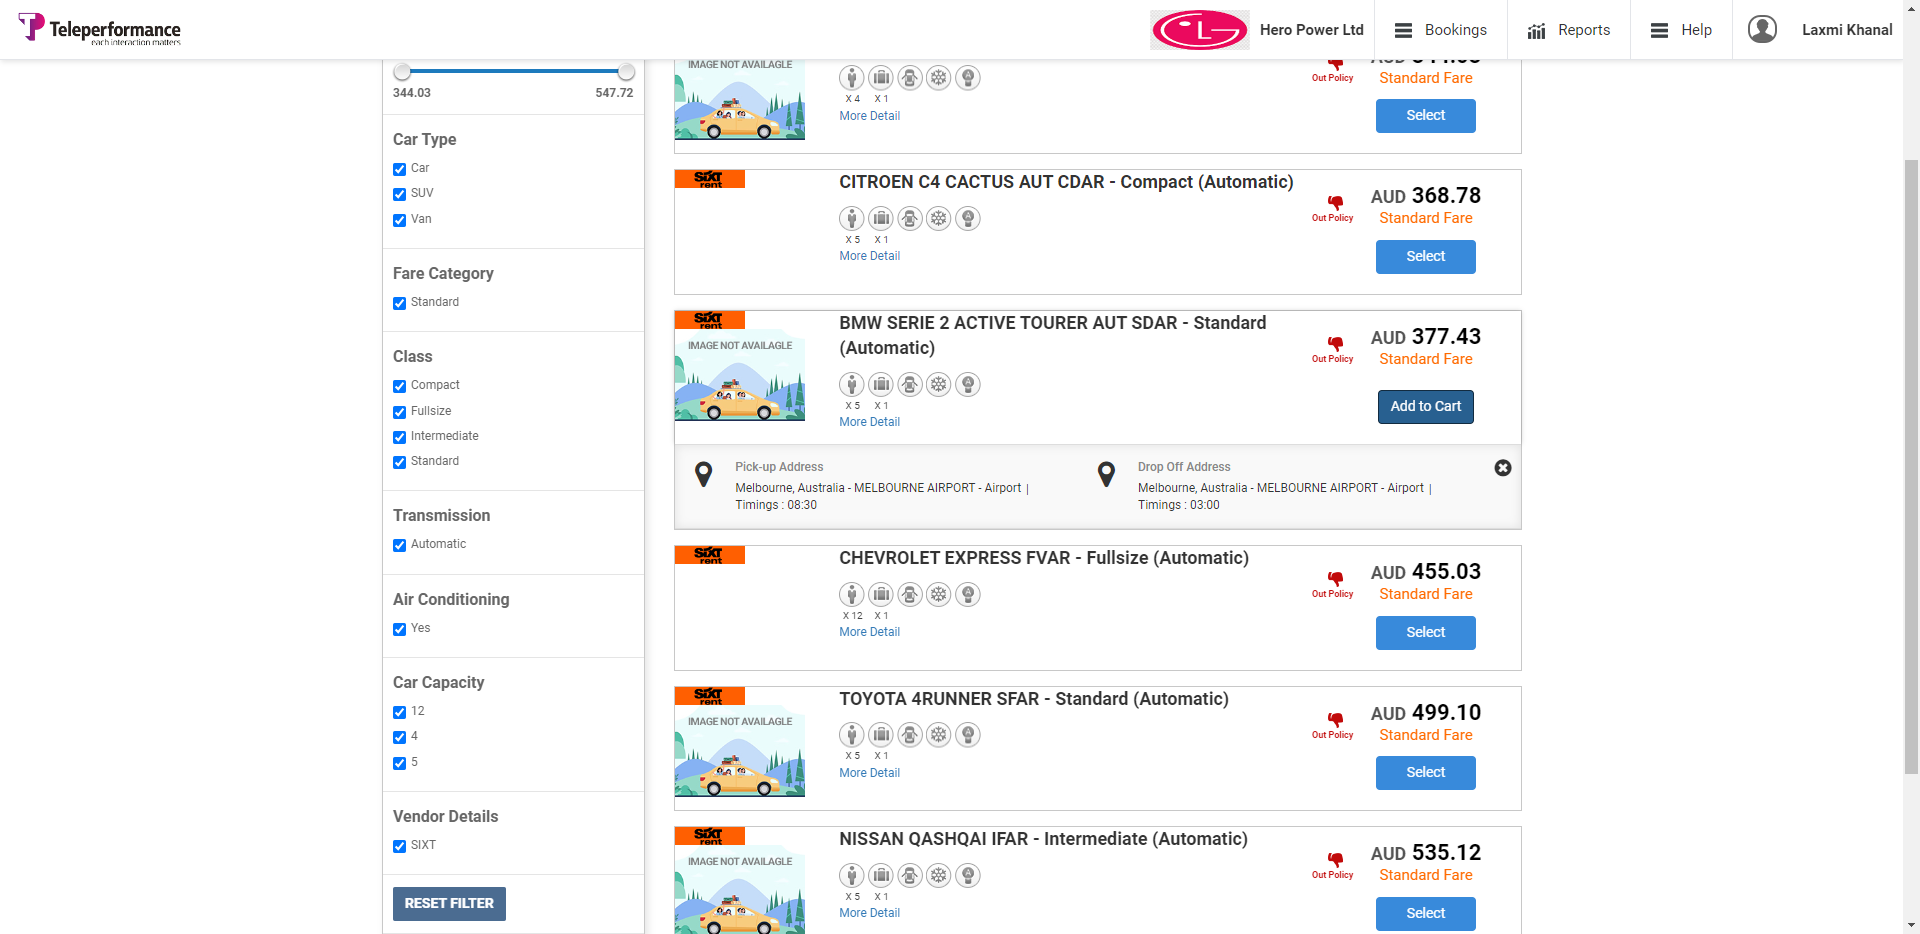 Teleperformance
each interaction matters
LG
Hero Power Ltd
Bookings
Reports
Help
Laxmi Khanal
344.03
547.72
Car Type
Car
SUV
Van
Fare Category
Standard
Class
Compact
Fullsize
Intermediate
Standard
Transmission
Automatic
Air Conditioning
Yes
Car Capacity
12
4
5
Vendor Details
SIXT
RESET FILTER
IMAGE NOT AVAILAGLE
X 4 X 1
More Detail
Out Policy
AUD
Standard Fare
Select
SIXT
rent
CITROEN C4 CACTUS AUT CDAR - Compact (Automatic)
A
X 5 X 1
More Detail
Out Policy
AUD 368.78
Standard Fare
Select
SIXT
rent
IMAGE NOT AVAILAGLE
BMW SERIE 2 ACTIVE TOURER AUT SDAR - Standard
(Automatic)
A
X 5 X 1
More Detail
Out Policy
AUD 377.43
Standard Fare
Add to Cart
Pick-up Address
Melbourne, Australia - MELBOURNE AIRPORT - Airport |
Timings : 08:30
Drop Off Address
Melbourne, Australia - MELBOURNE AIRPORT - Airport |
Timings : 03:00
SIXT
rent
CHEVROLET EXPRESS FVAR - Fullsize (Automatic)
A
X 12 X 1
More Detail
Out Policy
AUD 455.03
Standard Fare
Select
SIXT
rent
IMAGE NOT AVAILAGLE
TOYOTA 4RUNNER SFAR - Standard (Automatic)
A
X 5 X 1
More Detail
Out Policy
AUD 499.10
Standard Fare
Select
SIXT
rent
IMAGE NOT AVAILAGLE
NISSAN QASHQAI IFAR - Intermediate (Automatic)
A
X 5 X 1
More Detail
Out Policy
AUD 535.12
Standard Fare
Select